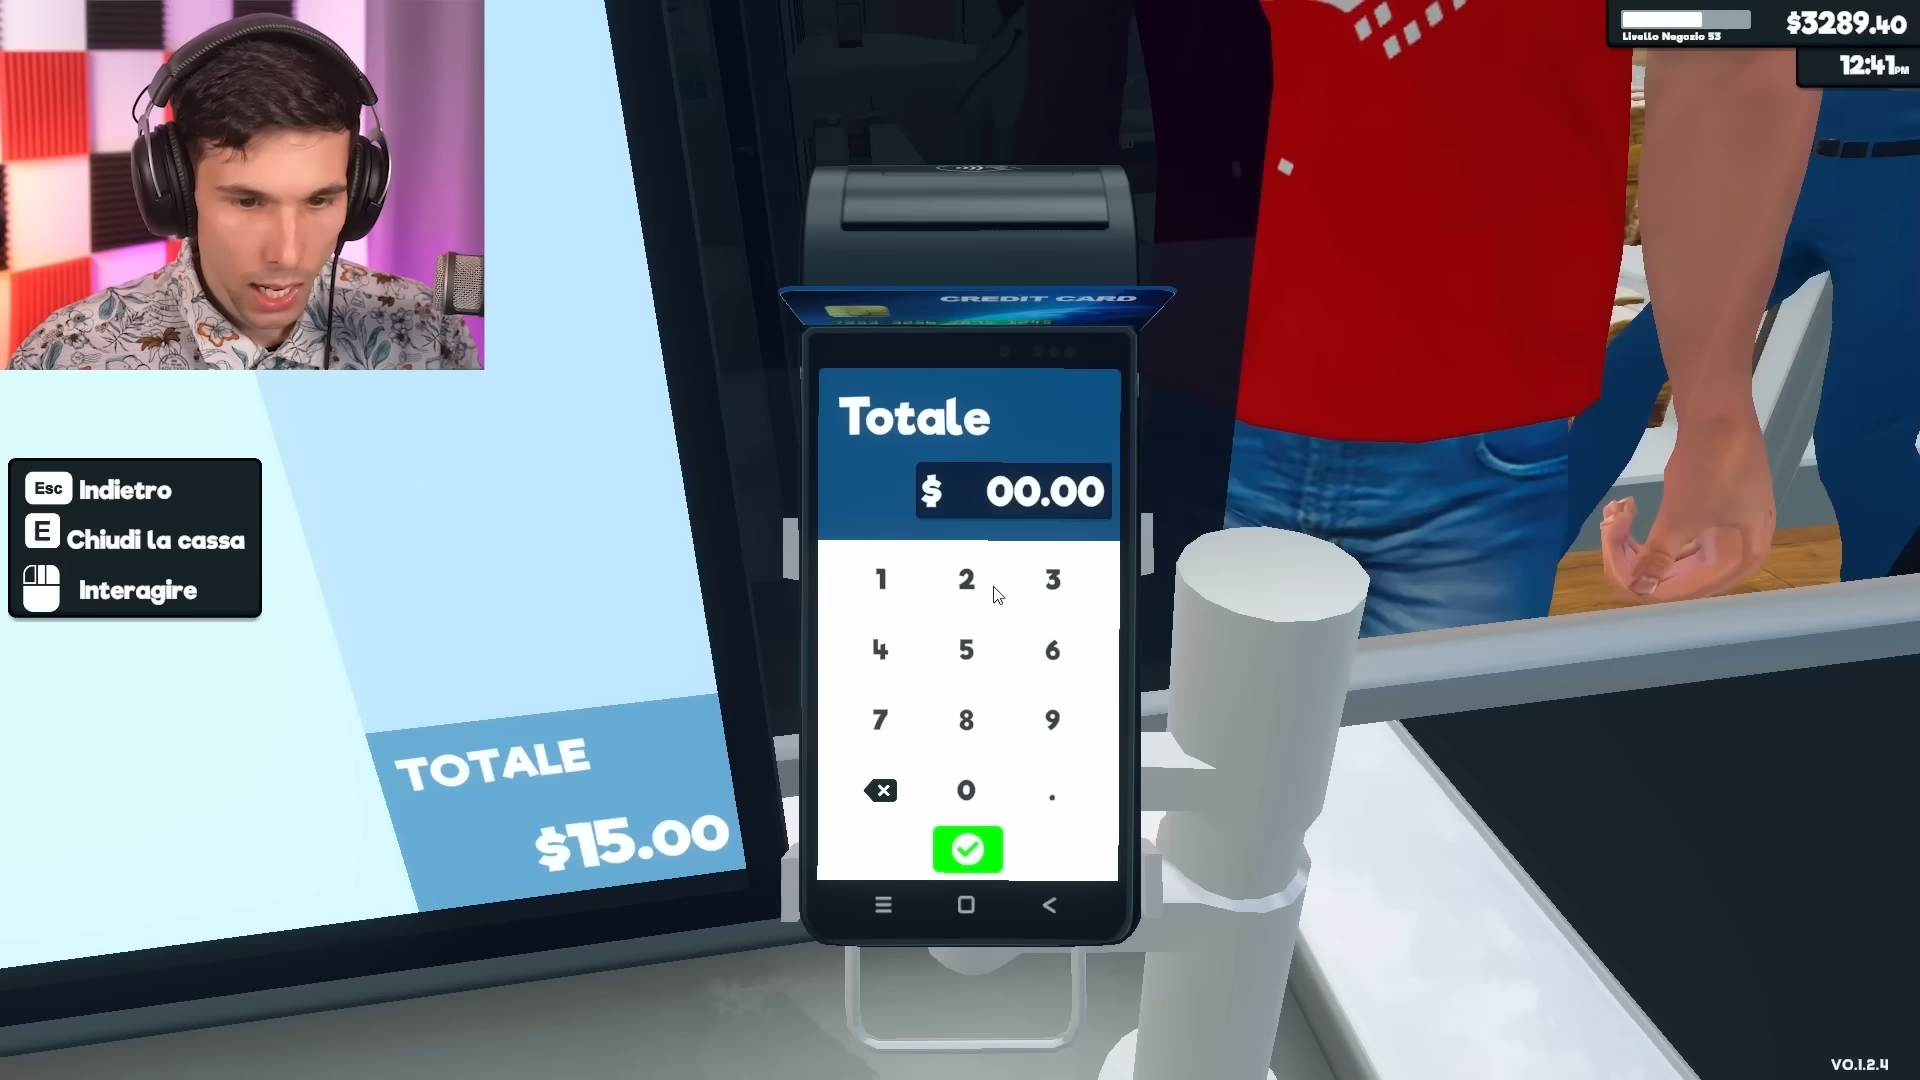 $3289.40
Livello Negozio 53
12:41PM
CREDIT CARD
Totale
$ 00.00
Esc Indietro
E Chiudi la cassa
Interagire
1 2 3
4 5 6
7 8 9
0 .
TOTALE
$15.00
V0.1.2.4